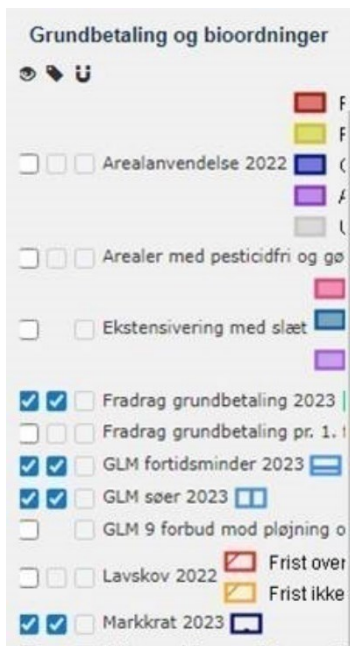 Grundbetaling og bioordninger
Arealanvendelse 2022
Arealer med pesticidfri og gø
Ekstensivering med slæt
Fradrag grundbetaling 2023
Fradrag grundbetaling pr. 1.
GLM fortidsminder 2023
GLM søer 2023
GLM 9 forbud mod pløjning o
Frist over
Lavskov 2022
Frist ikke
Markkrat 2023